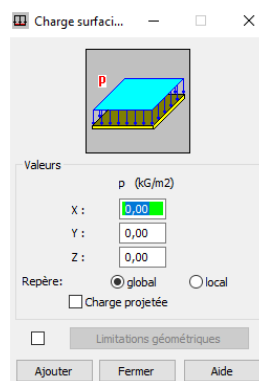 Charge surfaci...
P
Valeurs
p (kG/m2)
X : 0,00
Y : 0,00
Z : 0,00
Repère: global local
Charge projetée
Limitations géométriques
Ajouter Fermer Aide